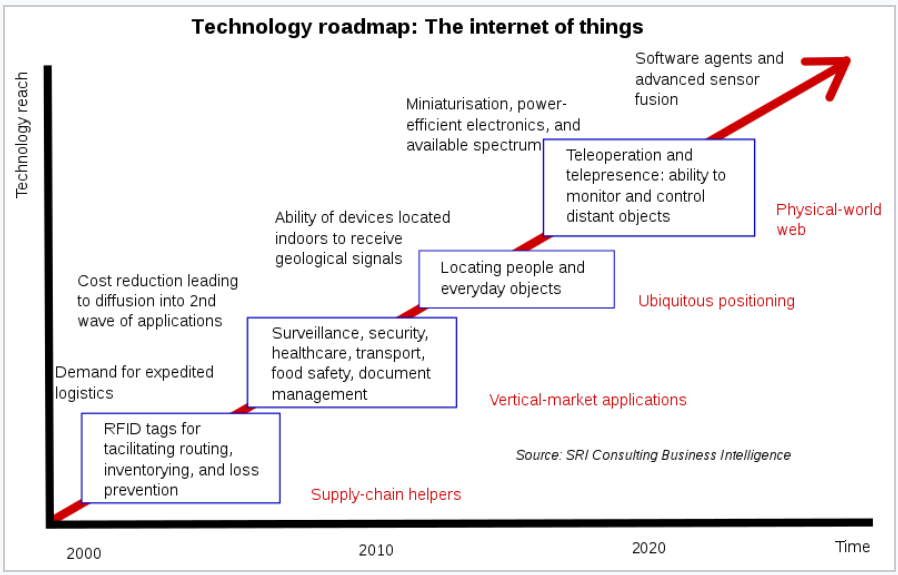 Technology roadmap: The internet of things
Technology reach
Software agents and
advanced sensor
fusion
Miniaturisation, power-
efficient electronics, and
available spectrum
Teleoperation and
telepresence: ability to
monitor and control
distant objects
Physical-world
web
Ability of devices located
indoors to receive
geological signals
Locating people and
everyday objects
Ubiquitous positioning
Cost reduction leading
to diffusion into 2nd
wave of applications
Surveillance, security,
healthcare, transport,
food safety, document
management
Vertical-market applications
Demand for expedited
logistics
RFID tags for
tacilitating routing,
inventorying, and loss
prevention
Supply-chain helpers
Source: SRI Consulting Business Intelligence
2000
2010
2020
Time